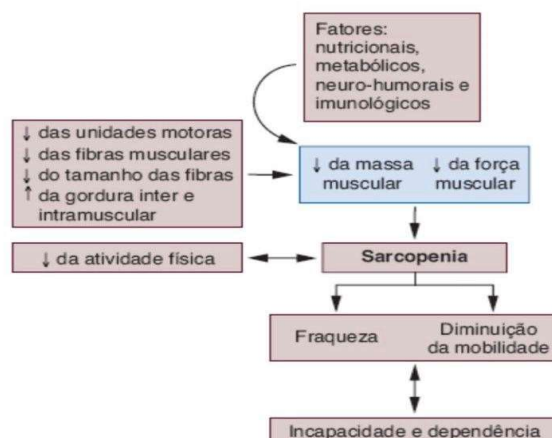 Fatores:
nutricionais,
metabólicos,
neuro-humorais e
imunológicos
↓ das unidades motoras
↓ das fibras musculares
↓ do tamanho das fibras
↑ da gordura inter e
intramuscular
↓ da massa muscular
↓ da força muscular
↓ da atividade física
Sarcopenia
Fraqueza
Diminuição
da mobilidade
Incapacidade e dependência